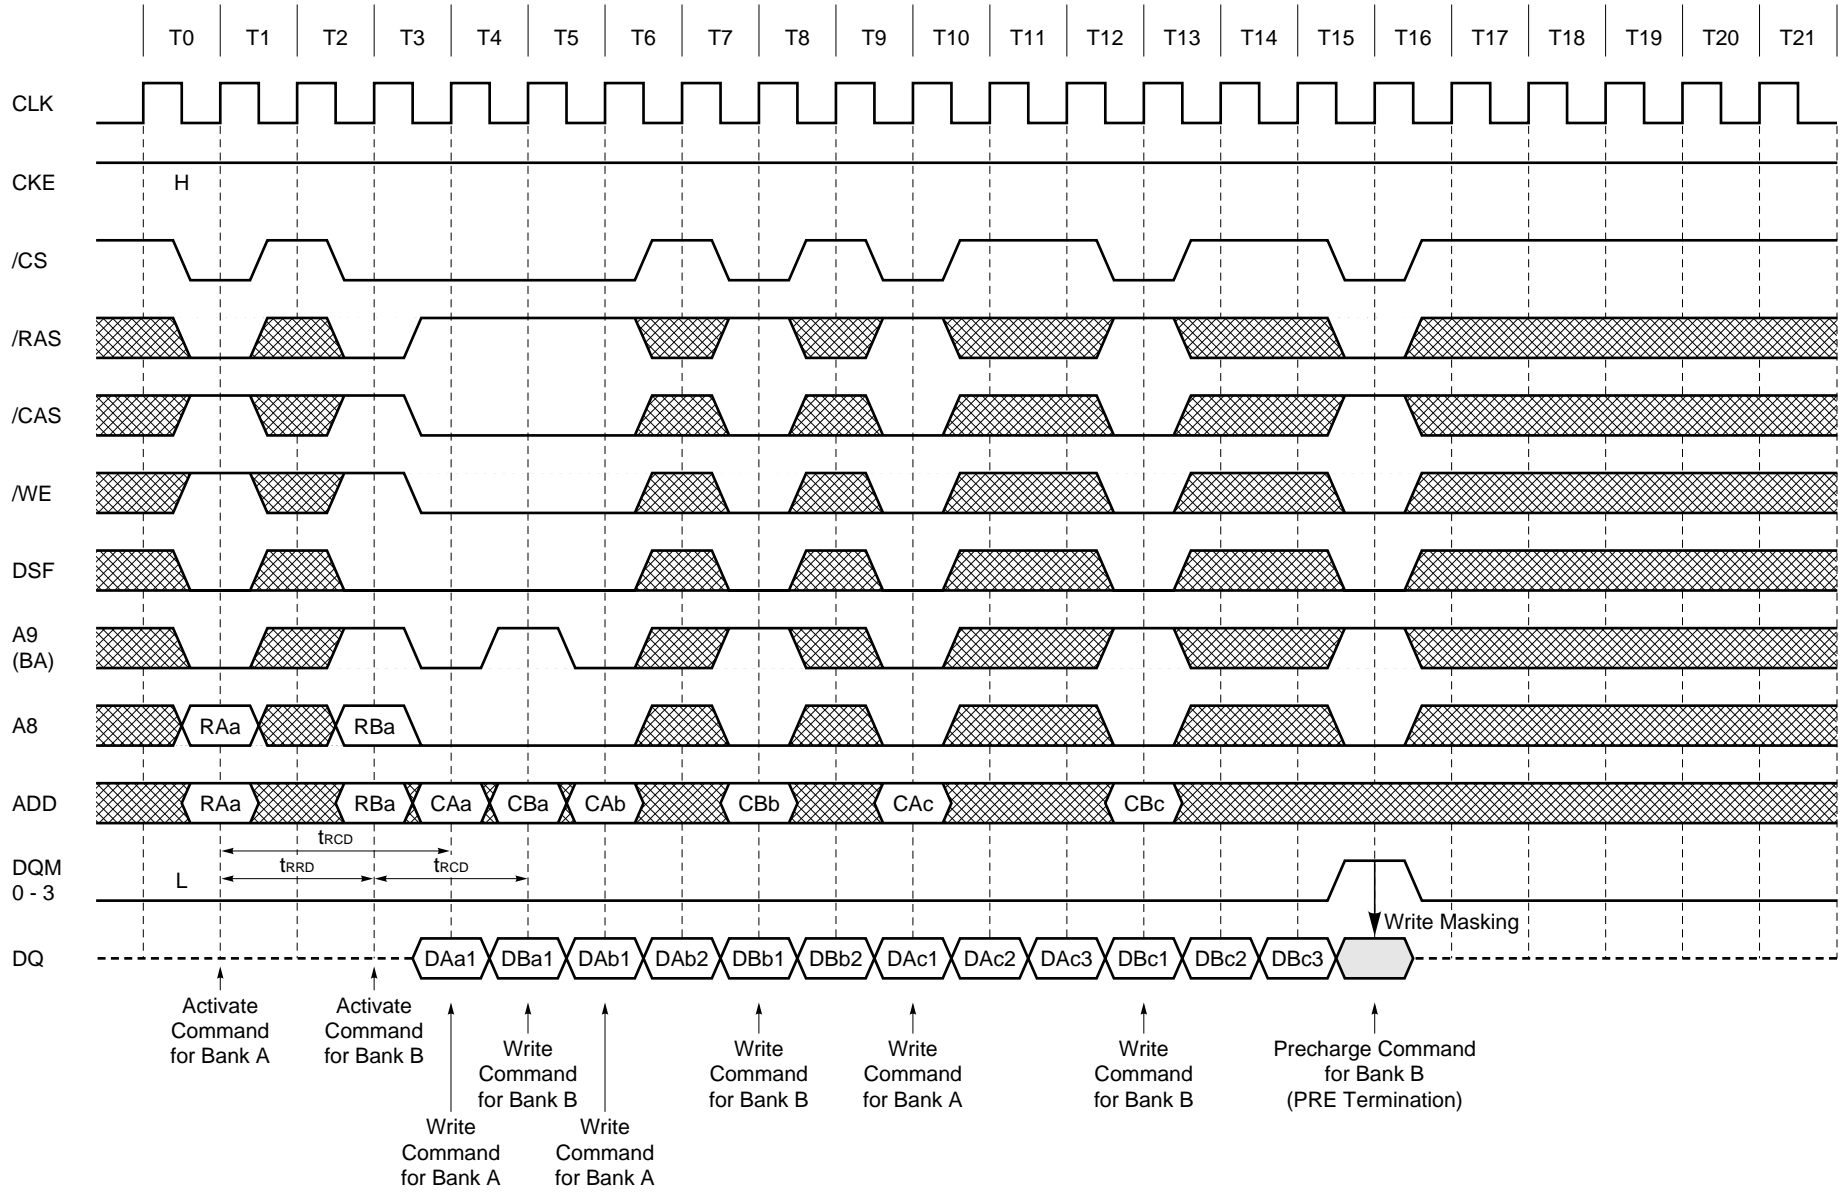 T0 T1 T2 T3 T4 T5 T6 T7 T8 T9 T10 T11 T12 T13 T14 T15 T16 T17 T18 T19 T20 T21
CLK
CKE H
/CS
/RAS
/CAS
/WE
DSF
A9
(BA)
A8 RAa RBa
ADD RAa RBa CAa CBa CAb CBb CAc CBc
tRCD
tRRD tRCD
DQM
0 - 3
L
Write Masking
DQ DAa1 DBa1 DAb1 DAb2 DBb1 DBb2 DAc1 DAc2 DAc3 DBc1 DBc2 DBc3
Activate
Command
for Bank A
Activate
Command
for Bank B
Write
Command
for Bank A
Write
Command
for Bank B
Write
Command
for Bank A
Write
Command
for Bank B
Write
Command
for Bank A
Write
Command
for Bank B
Precharge Command
for Bank B
(PRE Termination)